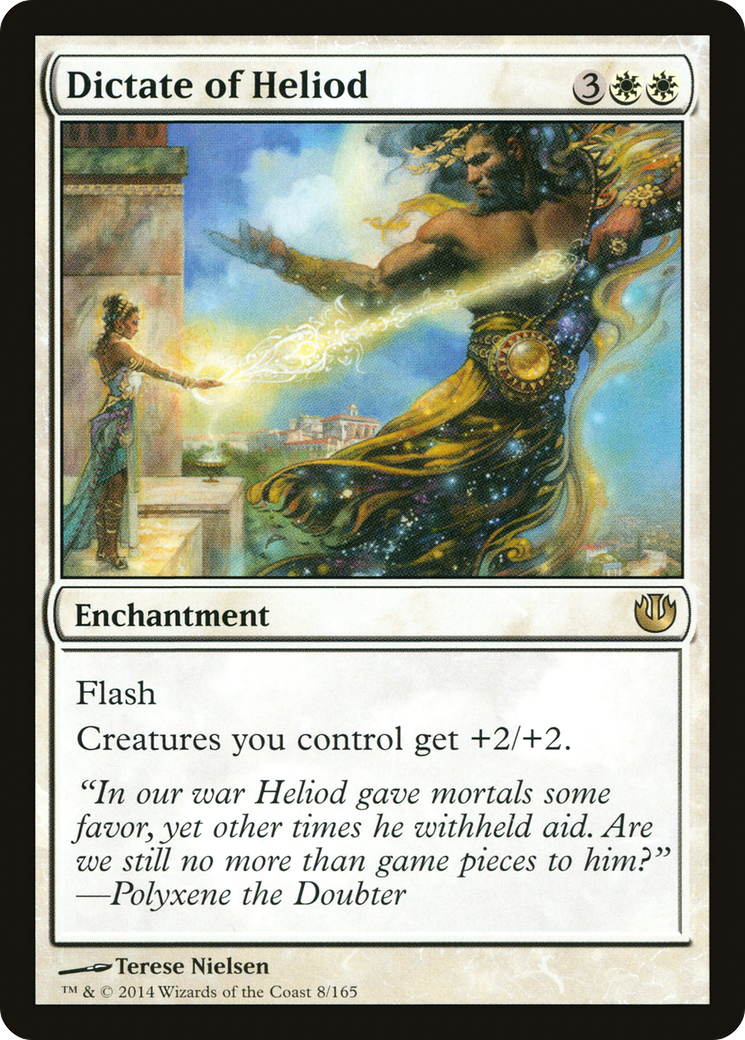 Dictate of Heliod 3
Enchantment
Flash
Creatures you control get +2/+2.
“In our war Heliod gave mortals some
favor, yet other times he withheld aid. Are
we still no more than game pieces to him?”
—Polyxene the Doubter
Terese Nielsen
™ & © 2014 Wizards of the Coast 8/165